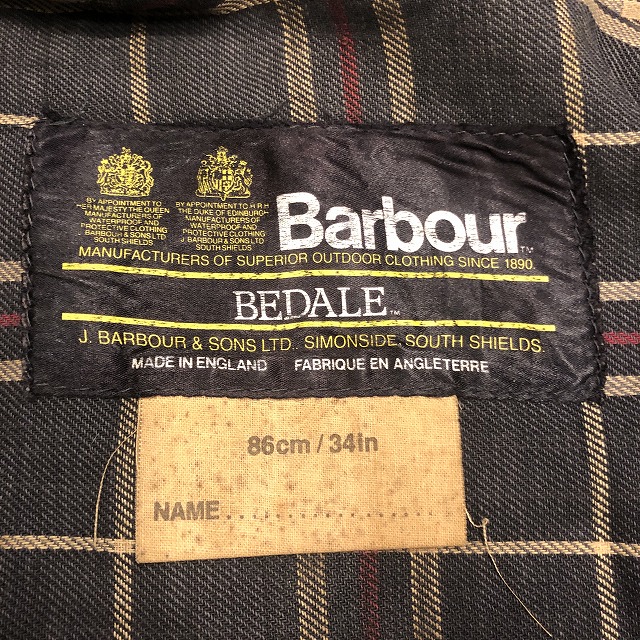 BY APPOINTMENT TO
HER MAJESTY THE QUEEN
MANUFACTURERS OF
WATERPROOF AND
PROTECTIVE CLOTHING
BARBOUR & SONS LTD
SOUTH SHIELDS
BY APPOINTMENT TO H R H
THE DUKE OF EDINBURGH
MANUFACTURERS OF
WATERPROOF AND
PROTECTIVE CLOTHING
J. BARBOUR & SONS LTD
SOUTH SHIELDS
Barbour™
MANUFACTURERS OF SUPERIOR OUTDOOR CLOTHING SINCE 1890
BEDALE™
J. BARBOUR & SONS LTD. SIMONSIDE, SOUTH SHIELDS.
MADE IN ENGLAND FABRIQUE EN ANGLETERRE
86cm / 34in
NAME....................